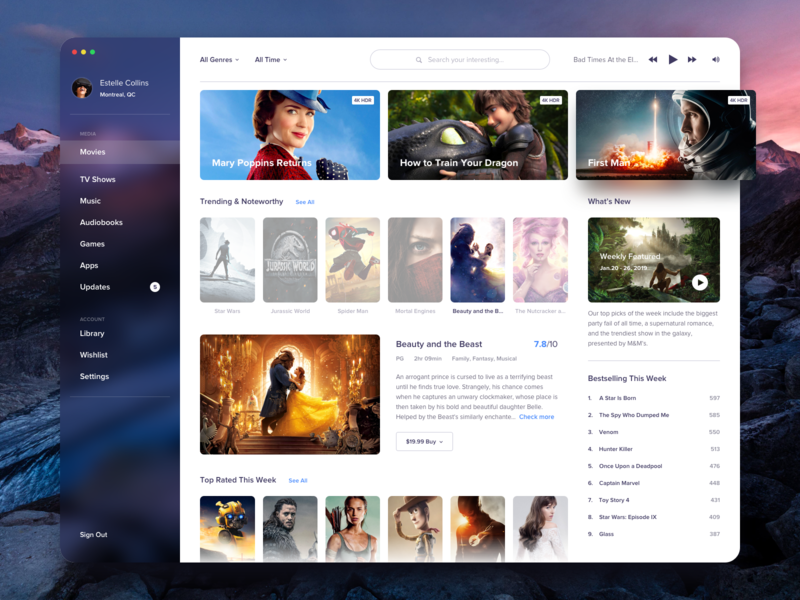 Estelle Collins
Montreal, QC
MEDIA
Movies
TV Shows
Music
Audiobooks
Games
Apps
Updates
5
ACCOUNT
Library
Wishlist
Settings
Sign Out
All Genres
All Time
Search your interesting...
Bad Times At the El...
4K HDR
Mary Poppins Returns
4K HDR
How to Train Your Dragon
4K HDR
First Man
Trending & Noteworthy
See All
JURASSIC WORLD
Star Wars
Jurassic World
Spider Man
Mortal Engines
Beauty and the B...
The Nutcracker a...
Beauty and the Beast
7.8/10
PG
2hr 09min
Family, Fantasy, Musical
An arrogant prince is cursed to live as a terrifying beast
until he finds true love. Strangely, his chance comes
when he captures an unwary clockmaker, whose place is
then taken by his bold and beautiful daughter Belle.
Helped by the Beast's similarly enchante... Check more
$19.99 Buy
Top Rated This Week
See All
What's New
Weekly Featured.
Jan.20 - 26, 2019
Our top picks of the week include the biggest
party fail of all time, a supernatural romance,
and the trendiest show in the galaxy,
presented by M&M's.
Bestselling This Week
1. A Star Is Born 597
2. The Spy Who Dumped Me 585
3. Venom 550
4. Hunter Killer 513
5. Once Upon a Deadpool 476
6. Captain Marvel 448
7. Toy Story 4 431
8. Star Wars: Episode IX 409
9. Glass 387